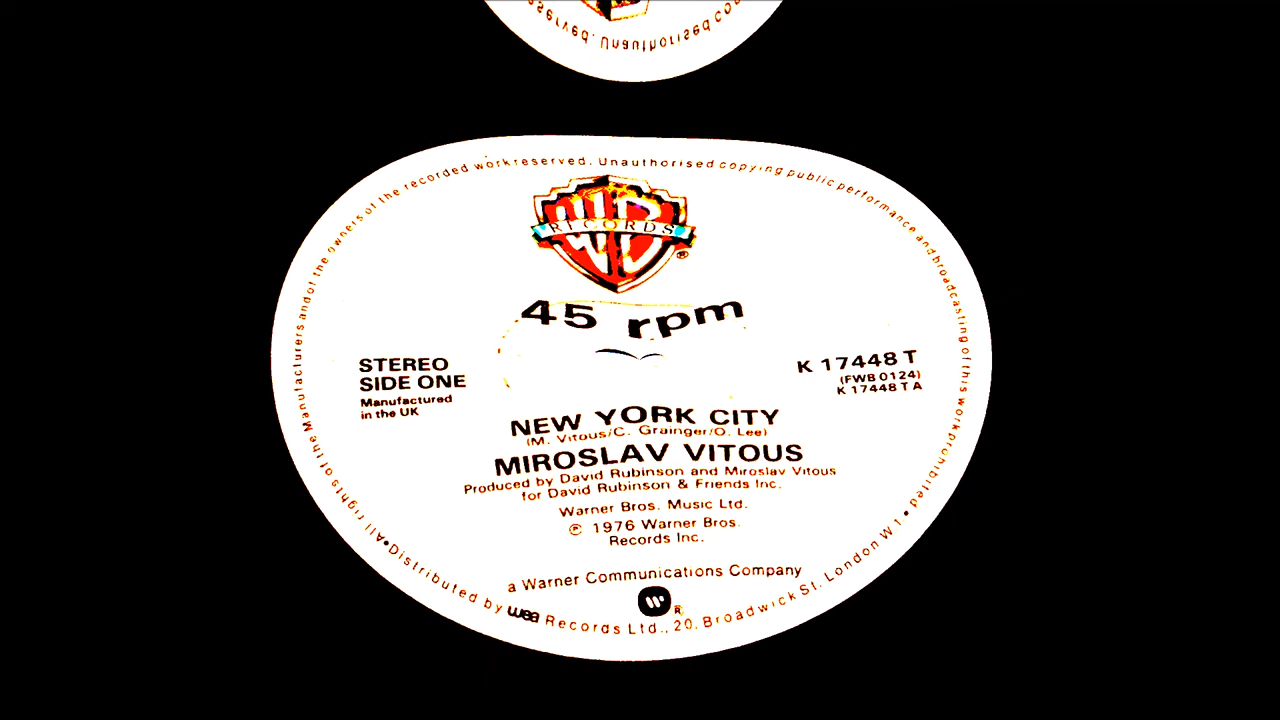 served. Unauthorised cop
All rights of the Manufacturers and of the owners of the recorded work reserved. Unauthorised copying public performance and broadcasting of this work prohibited •
WB
RECORDS
®
45 rpm
STEREO
SIDE ONE
Manufactured
in the UK
K 17448 T
(FWB 0124)
K 17448 T A
NEW YORK CITY
(M. Vitous/C. Grainger/O. Lee)
MIROSLAV VITOUS
Produced by David Rubinson and Miroslav Vitous
for David Rubinson & Friends Inc.
Warner Bros. Music Ltd.
℗ 1976 Warner Bros.
Records Inc.
a Warner Communications Company
®
• Distributed by wea Records Ltd., 20, Broadwick St. London W 1 •